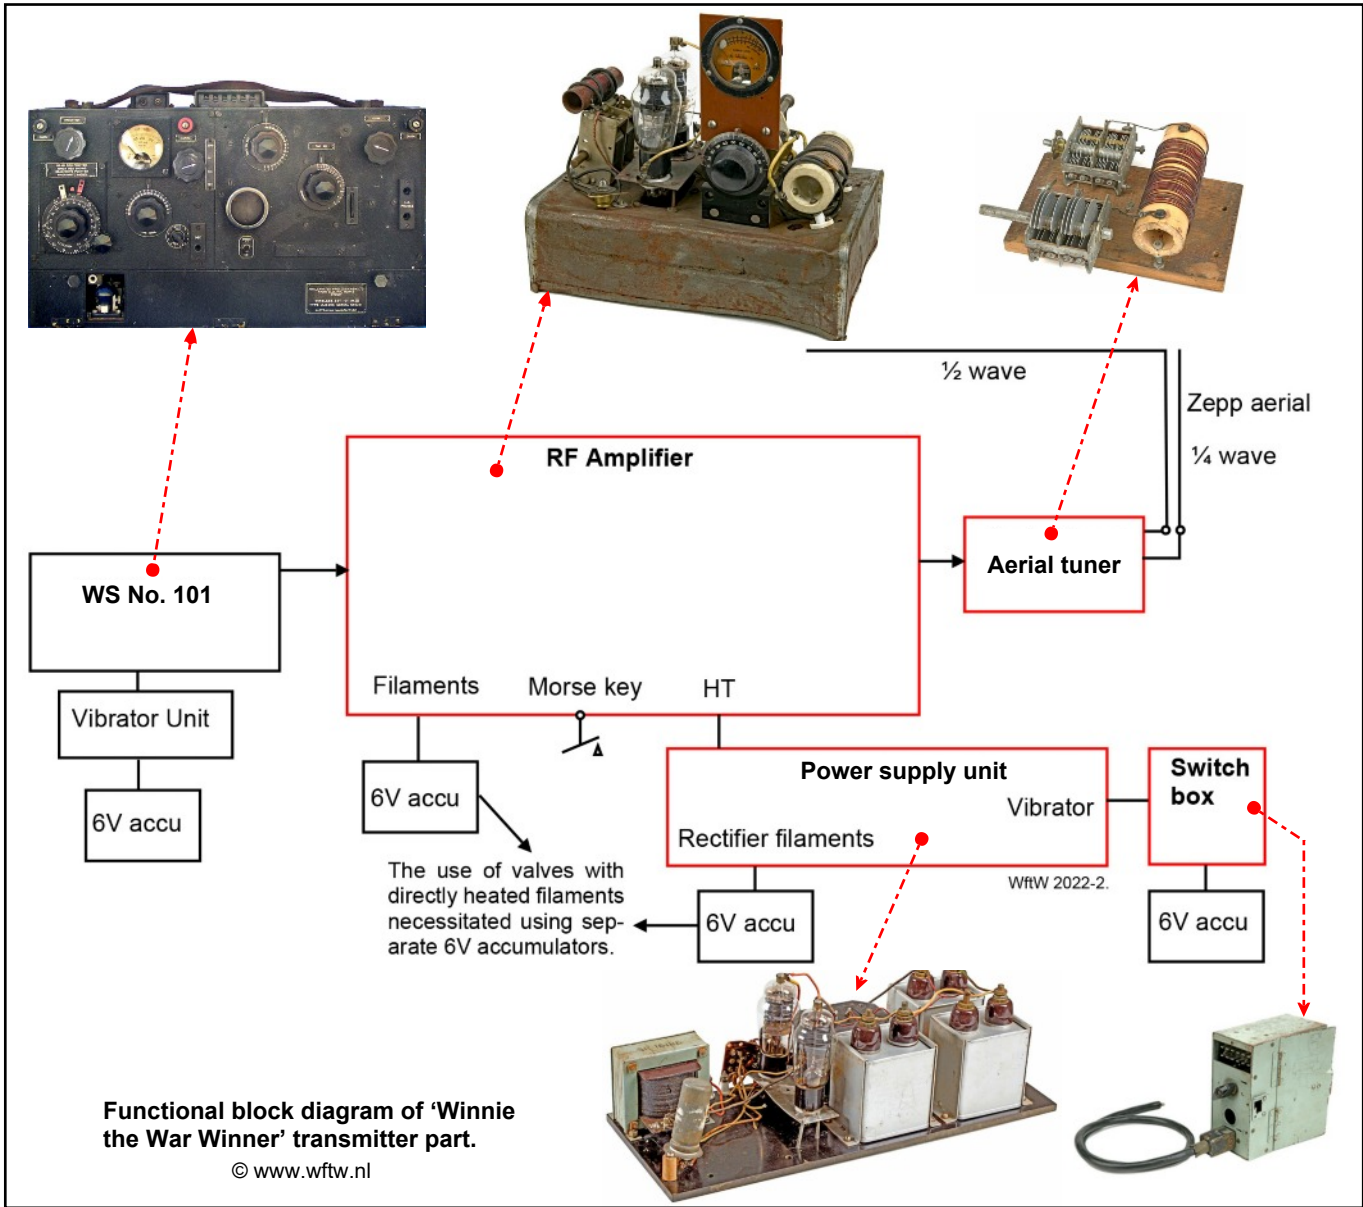 ½ wave
Zepp aerial
¼ wave
RF Amplifier
Aerial tuner
WS No. 101
Filaments
Morse key
HT
Vibrator Unit
6V accu
6V accu
Power supply unit
Vibrator
Rectifier filaments
Switch
box
WftW 2022-2.
The use of valves with
directly heated filaments
necessitated using sep-
arate 6V accumulators.
6V accu
6V accu
Functional block diagram of ‘Winnie
the War Winner’ transmitter part.
© www.wftw.nl